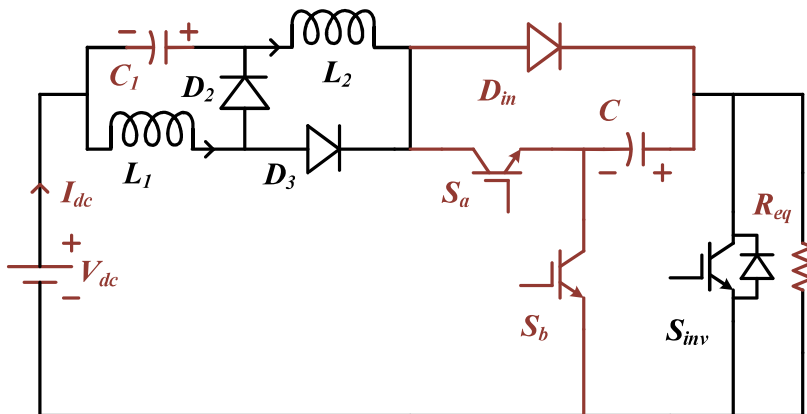 - +
C1
D2
L2
Din
C
L1
D3
Sa
- +
Idc
+
Vdc
-
Sb
Req
Sinv